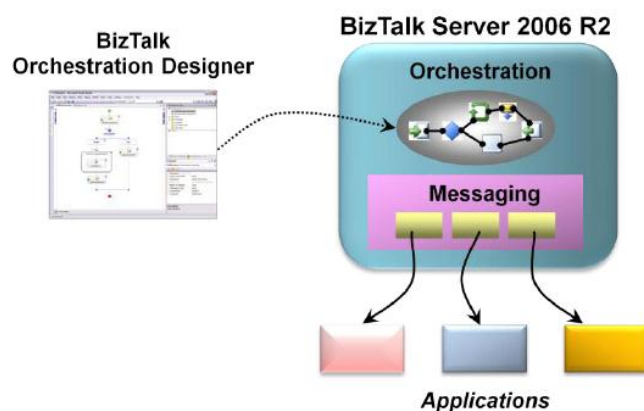 BizTalk
Orchestration Designer
BizTalk Server 2006 R2
Orchestration
Messaging
Applications